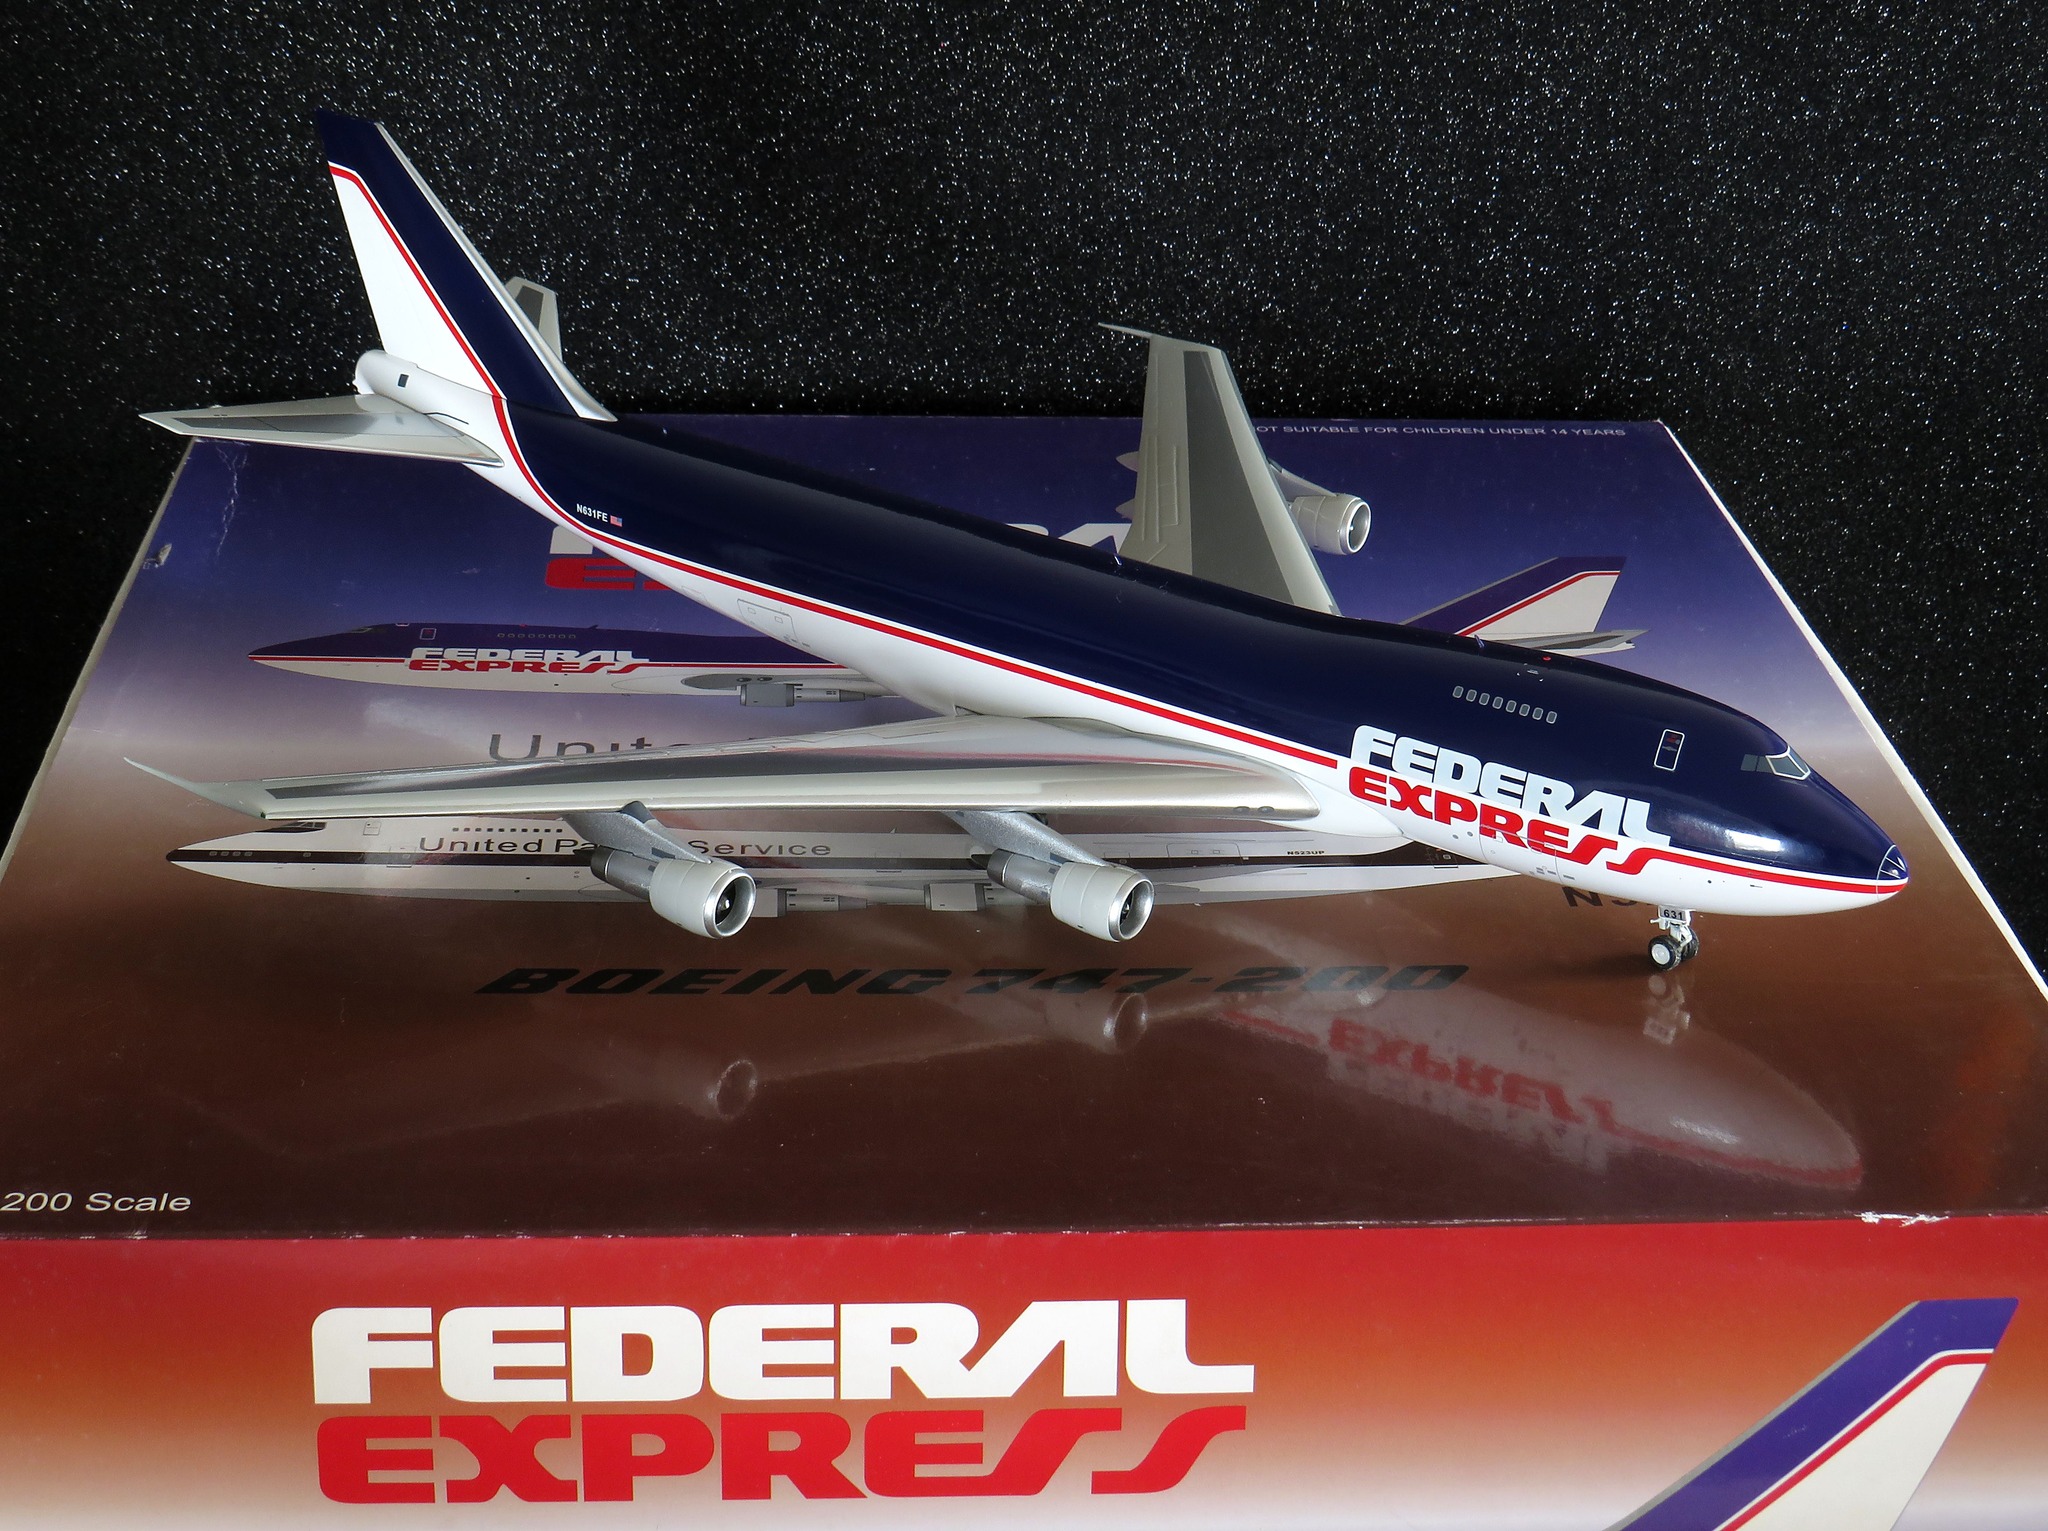 OT SUITABLE FOR CHILDREN UNDER 14 YEARS
N631FE
FEDERAL
EXPRESS
FEDERAL
EXPRESS
United Pa Service
N523UP
631
BOEING 747-200
200 Scale
FEDERAL
EXPRESS